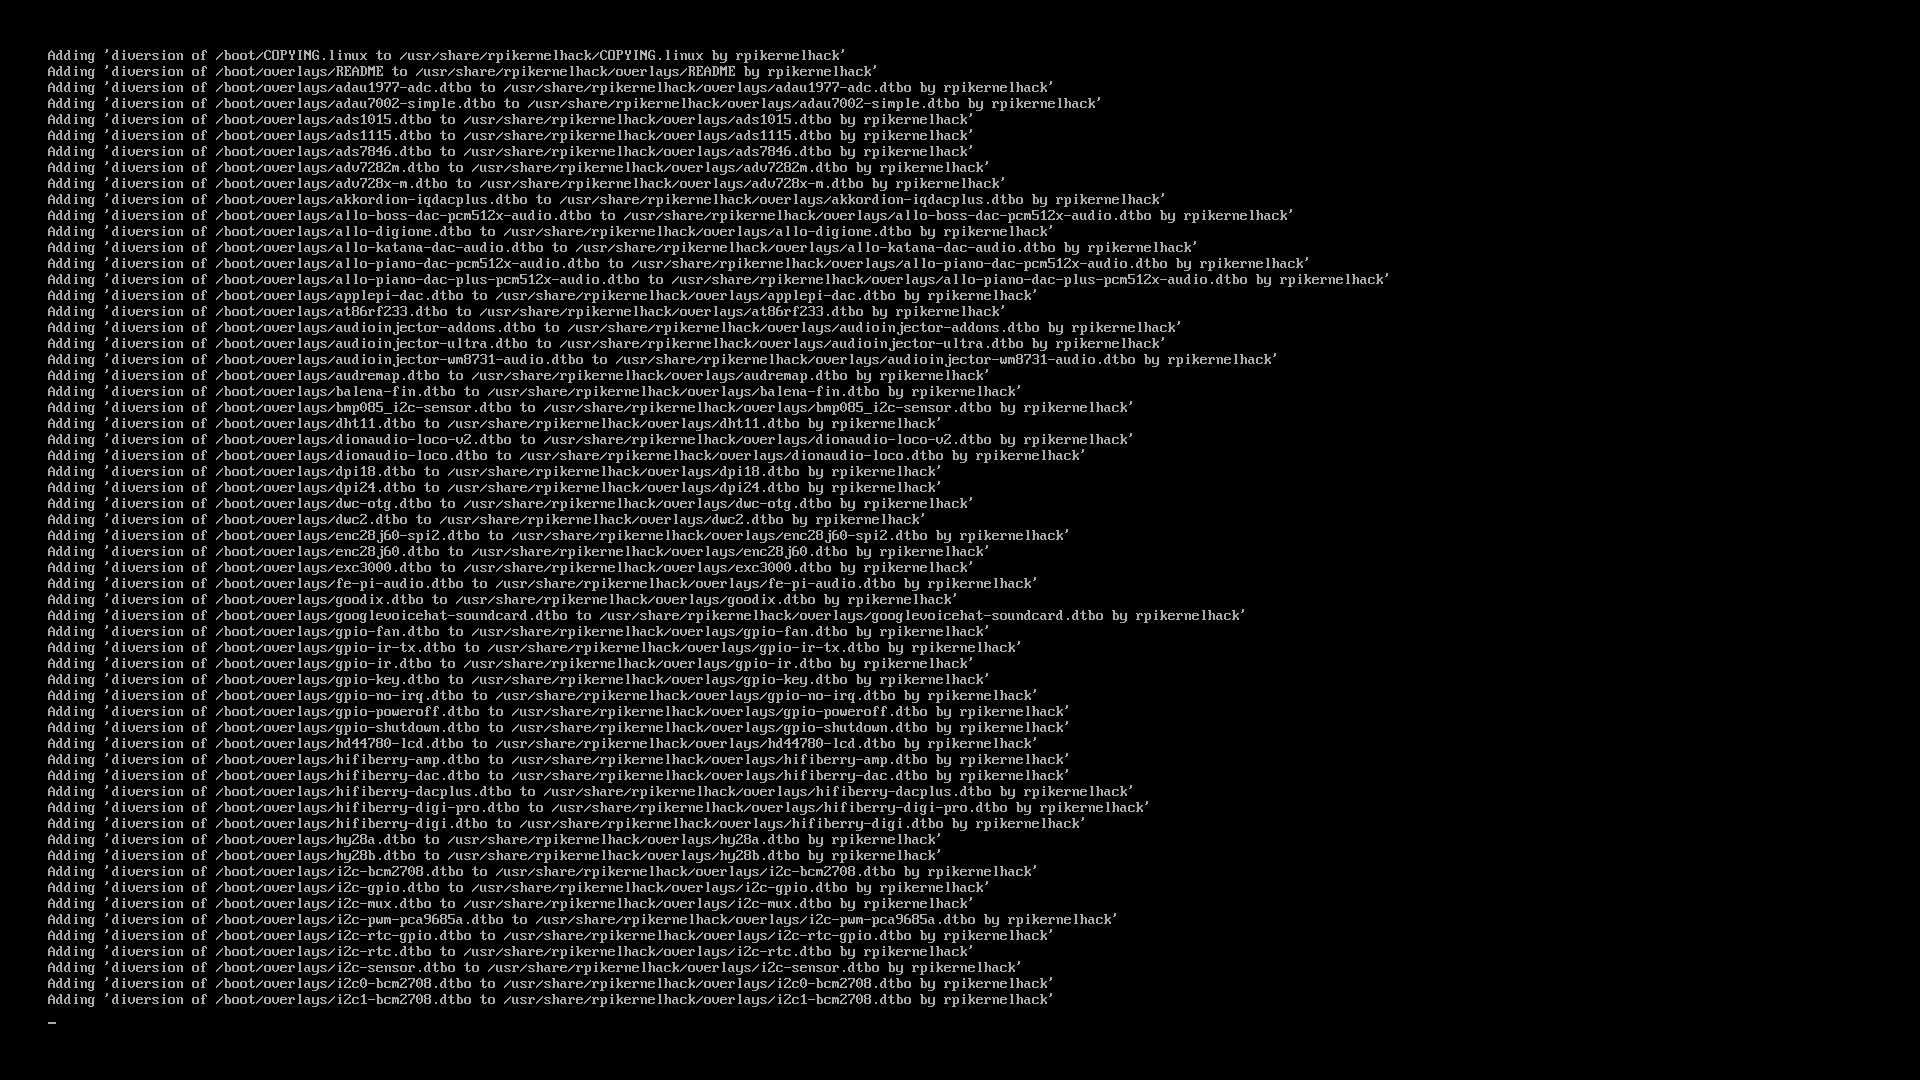 Adding 'diversion of /boot/COPYING.linux to /usr/share/rpikernelhack/COPYING.linux by rpikernelhack'
Adding 'diversion of /boot/overlays/README to /usr/share/rpikernelhack/overlays/README by rpikernelhack'
Adding 'diversion of /boot/overlays/adau1977-adc.dtbo to /usr/share/rpikernelhack/overlays/adau1977-adc.dtbo by rpikernelhack'
Adding 'diversion of /boot/overlays/adau7002-simple.dtbo to /usr/share/rpikernelhack/overlays/adau7002-simple.dtbo by rpikernelhack'
Adding 'diversion of /boot/overlays/ads1015.dtbo to /usr/share/rpikernelhack/overlays/ads1015.dtbo by rpikernelhack'
Adding 'diversion of /boot/overlays/ads1115.dtbo to /usr/share/rpikernelhack/overlays/ads1115.dtbo by rpikernelhack'
Adding 'diversion of /boot/overlays/ads7846.dtbo to /usr/share/rpikernelhack/overlays/ads7846.dtbo by rpikernelhack'
Adding 'diversion of /boot/overlays/adv7282m.dtbo to /usr/share/rpikernelhack/overlays/adv7282m.dtbo by rpikernelhack'
Adding 'diversion of /boot/overlays/adv728x-m.dtbo to /usr/share/rpikernelhack/overlays/adv728x-m.dtbo by rpikernelhack'
Adding 'diversion of /boot/overlays/akkordion-iqdacplus.dtbo to /usr/share/rpikernelhack/overlays/akkordion-iqdacplus.dtbo by rpikernelhack'
Adding 'diversion of /boot/overlays/allo-boss-dac-pcm512x-audio.dtbo to /usr/share/rpikernelhack/overlays/allo-boss-dac-pcm512x-audio.dtbo by rpikernelhack'
Adding 'diversion of /boot/overlays/allo-digione.dtbo to /usr/share/rpikernelhack/overlays/allo-digione.dtbo by rpikernelhack'
Adding 'diversion of /boot/overlays/allo-katana-dac-audio.dtbo to /usr/share/rpikernelhack/overlays/allo-katana-dac-audio.dtbo by rpikernelhack'
Adding 'diversion of /boot/overlays/allo-piano-dac-pcm512x-audio.dtbo to /usr/share/rpikernelhack/overlays/allo-piano-dac-pcm512x-audio.dtbo by rpikernelhack'
Adding 'diversion of /boot/overlays/allo-piano-dac-plus-pcm512x-audio.dtbo to /usr/share/rpikernelhack/overlays/allo-piano-dac-plus-pcm512x-audio.dtbo by rpikernelhack'
Adding 'diversion of /boot/overlays/applepi-dac.dtbo to /usr/share/rpikernelhack/overlays/applepi-dac.dtbo by rpikernelhack'
Adding 'diversion of /boot/overlays/at86rf233.dtbo to /usr/share/rpikernelhack/overlays/at86rf233.dtbo by rpikernelhack'
Adding 'diversion of /boot/overlays/audioinjector-addons.dtbo to /usr/share/rpikernelhack/overlays/audioinjector-addons.dtbo by rpikernelhack'
Adding 'diversion of /boot/overlays/audioinjector-ultra.dtbo to /usr/share/rpikernelhack/overlays/audioinjector-ultra.dtbo by rpikernelhack'
Adding 'diversion of /boot/overlays/audioinjector-wm8731-audio.dtbo to /usr/share/rpikernelhack/overlays/audioinjector-wm8731-audio.dtbo by rpikernelhack'
Adding 'diversion of /boot/overlays/audremap.dtbo to /usr/share/rpikernelhack/overlays/audremap.dtbo by rpikernelhack'
Adding 'diversion of /boot/overlays/balena-fin.dtbo to /usr/share/rpikernelhack/overlays/balena-fin.dtbo by rpikernelhack'
Adding 'diversion of /boot/overlays/bmp085_i2c-sensor.dtbo to /usr/share/rpikernelhack/overlays/bmp085_i2c-sensor.dtbo by rpikernelhack'
Adding 'diversion of /boot/overlays/dht11.dtbo to /usr/share/rpikernelhack/overlays/dht11.dtbo by rpikernelhack'
Adding 'diversion of /boot/overlays/dionaudio-loco-v2.dtbo to /usr/share/rpikernelhack/overlays/dionaudio-loco-v2.dtbo by rpikernelhack'
Adding 'diversion of /boot/overlays/dionaudio-loco.dtbo to /usr/share/rpikernelhack/overlays/dionaudio-loco.dtbo by rpikernelhack'
Adding 'diversion of /boot/overlays/dpi18.dtbo to /usr/share/rpikernelhack/overlays/dpi18.dtbo by rpikernelhack'
Adding 'diversion of /boot/overlays/dpi24.dtbo to /usr/share/rpikernelhack/overlays/dpi24.dtbo by rpikernelhack'
Adding 'diversion of /boot/overlays/dwc-otg.dtbo to /usr/share/rpikernelhack/overlays/dwc-otg.dtbo by rpikernelhack'
Adding 'diversion of /boot/overlays/dwc2.dtbo to /usr/share/rpikernelhack/overlays/dwc2.dtbo by rpikernelhack'
Adding 'diversion of /boot/overlays/enc28j60-spi2.dtbo to /usr/share/rpikernelhack/overlays/enc28j60-spi2.dtbo by rpikernelhack'
Adding 'diversion of /boot/overlays/enc28j60.dtbo to /usr/share/rpikernelhack/overlays/enc28j60.dtbo by rpikernelhack'
Adding 'diversion of /boot/overlays/exc3000.dtbo to /usr/share/rpikernelhack/overlays/exc3000.dtbo by rpikernelhack'
Adding 'diversion of /boot/overlays/fe-pi-audio.dtbo to /usr/share/rpikernelhack/overlays/fe-pi-audio.dtbo by rpikernelhack'
Adding 'diversion of /boot/overlays/goodix.dtbo to /usr/share/rpikernelhack/overlays/goodix.dtbo by rpikernelhack'
Adding 'diversion of /boot/overlays/googlevoicehat-soundcard.dtbo to /usr/share/rpikernelhack/overlays/googlevoicehat-soundcard.dtbo by rpikernelhack'
Adding 'diversion of /boot/overlays/gpio-fan.dtbo to /usr/share/rpikernelhack/overlays/gpio-fan.dtbo by rpikernelhack'
Adding 'diversion of /boot/overlays/gpio-ir-tx.dtbo to /usr/share/rpikernelhack/overlays/gpio-ir-tx.dtbo by rpikernelhack'
Adding 'diversion of /boot/overlays/gpio-ir.dtbo to /usr/share/rpikernelhack/overlays/gpio-ir.dtbo by rpikernelhack'
Adding 'diversion of /boot/overlays/gpio-key.dtbo to /usr/share/rpikernelhack/overlays/gpio-key.dtbo by rpikernelhack'
Adding 'diversion of /boot/overlays/gpio-no-irq.dtbo to /usr/share/rpikernelhack/overlays/gpio-no-irq.dtbo by rpikernelhack'
Adding 'diversion of /boot/overlays/gpio-poweroff.dtbo to /usr/share/rpikernelhack/overlays/gpio-poweroff.dtbo by rpikernelhack'
Adding 'diversion of /boot/overlays/gpio-shutdown.dtbo to /usr/share/rpikernelhack/overlays/gpio-shutdown.dtbo by rpikernelhack'
Adding 'diversion of /boot/overlays/hd44780-lcd.dtbo to /usr/share/rpikernelhack/overlays/hd44780-lcd.dtbo by rpikernelhack'
Adding 'diversion of /boot/overlays/hifiberry-amp.dtbo to /usr/share/rpikernelhack/overlays/hifiberry-amp.dtbo by rpikernelhack'
Adding 'diversion of /boot/overlays/hifiberry-dac.dtbo to /usr/share/rpikernelhack/overlays/hifiberry-dac.dtbo by rpikernelhack'
Adding 'diversion of /boot/overlays/hifiberry-dacplus.dtbo to /usr/share/rpikernelhack/overlays/hifiberry-dacplus.dtbo by rpikernelhack'
Adding 'diversion of /boot/overlays/hifiberry-digi-pro.dtbo to /usr/share/rpikernelhack/overlays/hifiberry-digi-pro.dtbo by rpikernelhack'
Adding 'diversion of /boot/overlays/hifiberry-digi.dtbo to /usr/share/rpikernelhack/overlays/hifiberry-digi.dtbo by rpikernelhack'
Adding 'diversion of /boot/overlays/hy28a.dtbo to /usr/share/rpikernelhack/overlays/hy28a.dtbo by rpikernelhack'
Adding 'diversion of /boot/overlays/hy28b.dtbo to /usr/share/rpikernelhack/overlays/hy28b.dtbo by rpikernelhack'
Adding 'diversion of /boot/overlays/i2c-bcm2708.dtbo to /usr/share/rpikernelhack/overlays/i2c-bcm2708.dtbo by rpikernelhack'
Adding 'diversion of /boot/overlays/i2c-gpio.dtbo to /usr/share/rpikernelhack/overlays/i2c-gpio.dtbo by rpikernelhack'
Adding 'diversion of /boot/overlays/i2c-mux.dtbo to /usr/share/rpikernelhack/overlays/i2c-mux.dtbo by rpikernelhack'
Adding 'diversion of /boot/overlays/i2c-pwm-pca9685a.dtbo to /usr/share/rpikernelhack/overlays/i2c-pwm-pca9685a.dtbo by rpikernelhack'
Adding 'diversion of /boot/overlays/i2c-rtc-gpio.dtbo to /usr/share/rpikernelhack/overlays/i2c-rtc-gpio.dtbo by rpikernelhack'
Adding 'diversion of /boot/overlays/i2c-rtc.dtbo to /usr/share/rpikernelhack/overlays/i2c-rtc.dtbo by rpikernelhack'
Adding 'diversion of /boot/overlays/i2c-sensor.dtbo to /usr/share/rpikernelhack/overlays/i2c-sensor.dtbo by rpikernelhack'
Adding 'diversion of /boot/overlays/i2c0-bcm2708.dtbo to /usr/share/rpikernelhack/overlays/i2c0-bcm2708.dtbo by rpikernelhack'
Adding 'diversion of /boot/overlays/i2c1-bcm2708.dtbo to /usr/share/rpikernelhack/overlays/i2c1-bcm2708.dtbo by rpikernelhack'